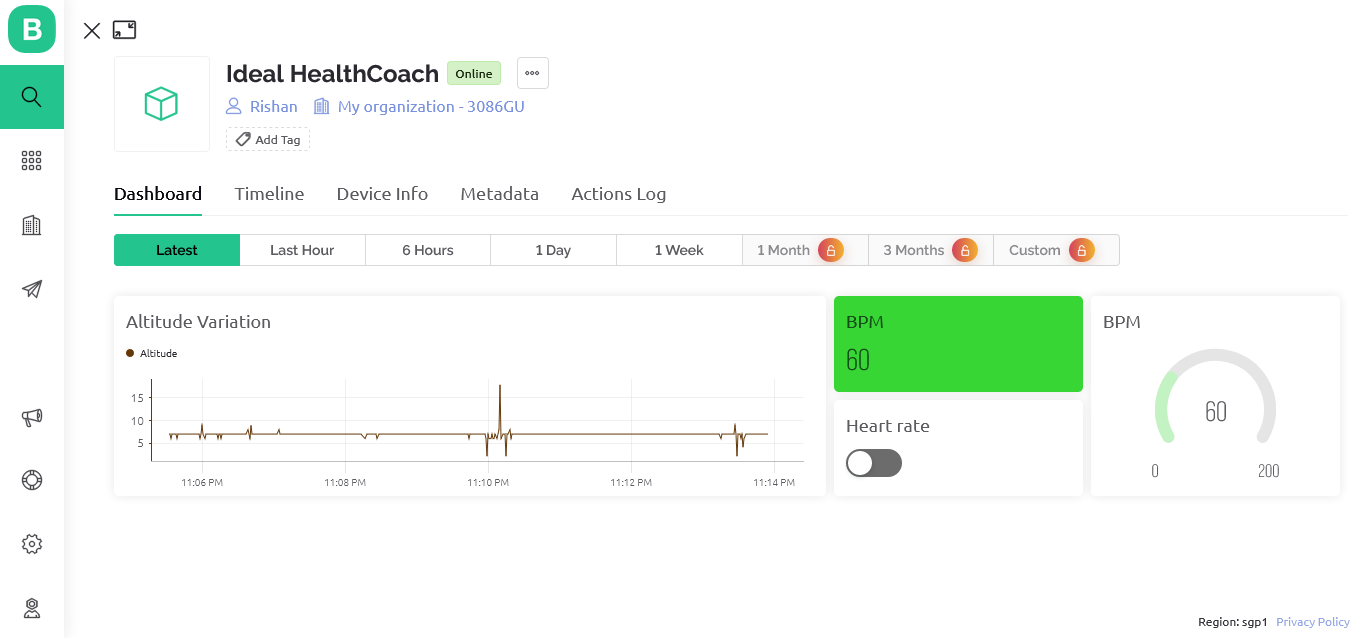 B
Ideal HealthCoach Online
Rishan My organization - 3086GU
Add Tag
Dashboard Timeline Device Info Metadata Actions Log
Latest Last Hour 6 Hours 1 Day 1 Week 1 Month 3 Months Custom
Altitude Variation
Altitude
15
10
5
11:06 PM 11:08 PM 11:10 PM 11:12 PM 11:14 PM
BPM
60
Heart rate
BPM
60
0 200
Region: sgp1 Privacy Policy